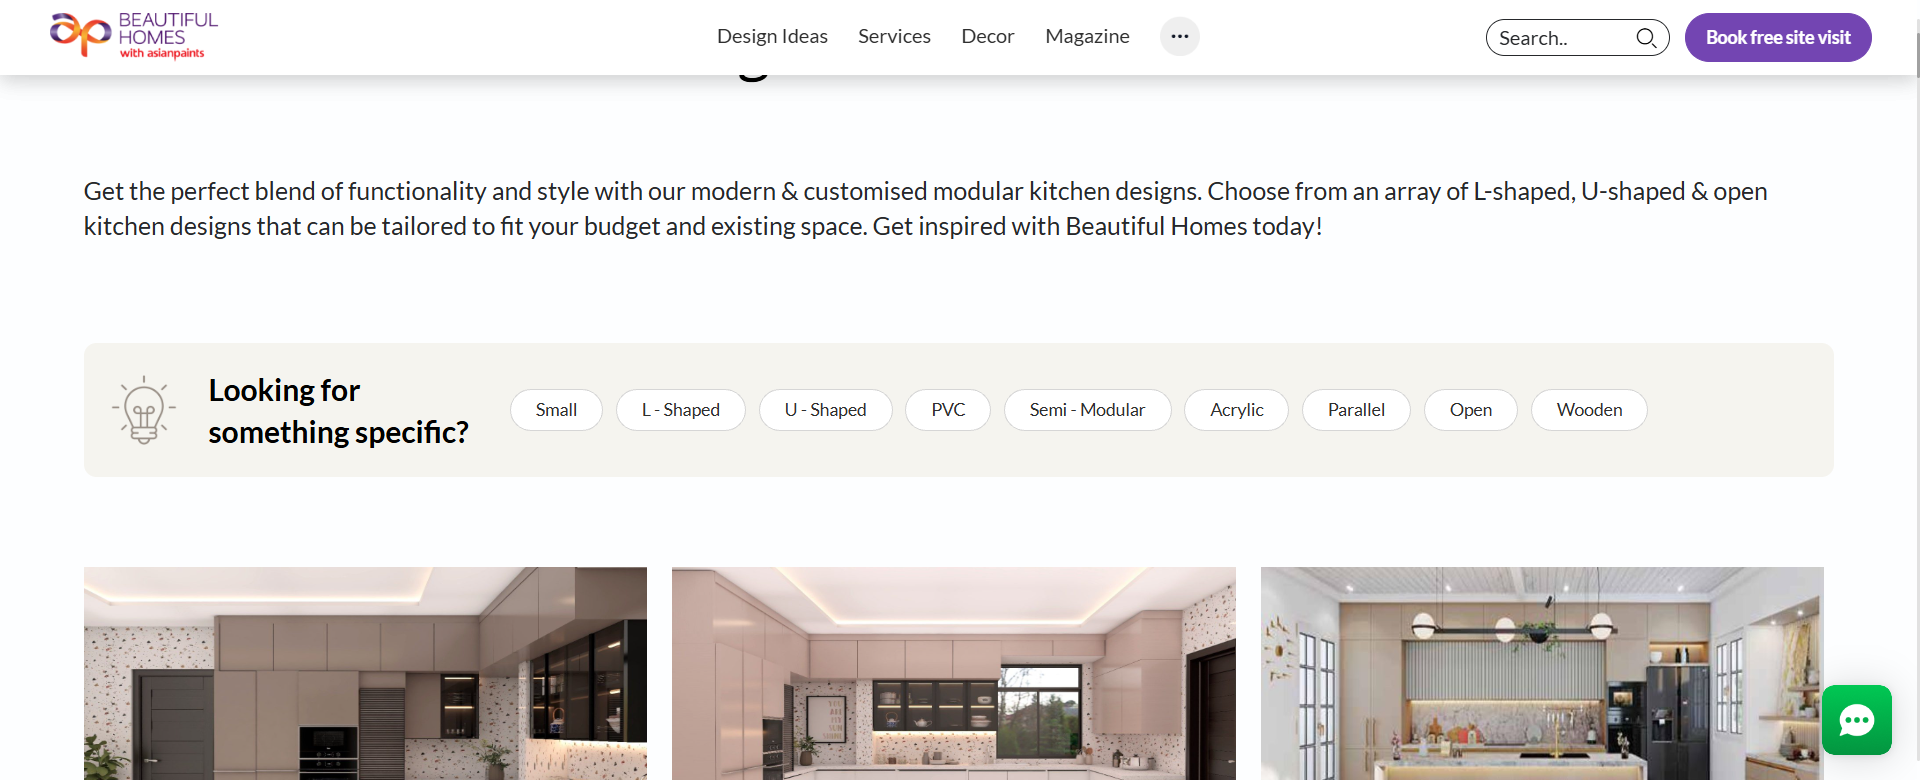 BEAUTIFUL
HOMES
with asianpaints
Design Ideas
Services
Decor
Magazine
Search..
Book free site visit
Get the perfect blend of functionality and style with our modern & customised modular kitchen designs. Choose from an array of L-shaped, U-shaped & open
kitchen designs that can be tailored to fit your budget and existing space. Get inspired with Beautiful Homes today!
Looking for
something specific?
Small
L - Shaped
U - Shaped
PVC
Semi - Modular
Acrylic
Parallel
Open
Wooden